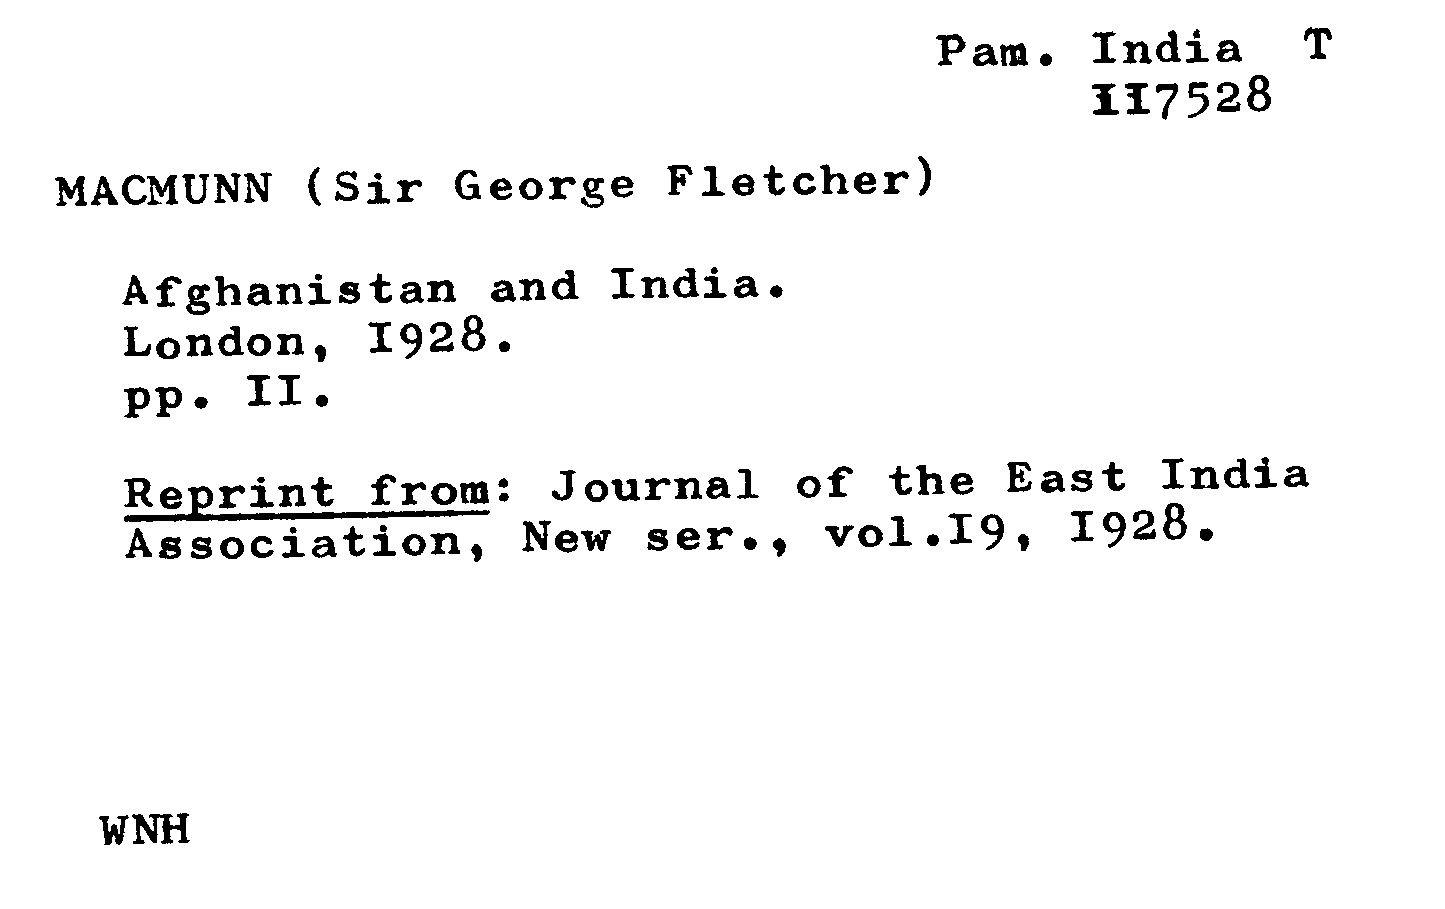 Pam. India T
II7528
MACMUNN (Sir George Fletcher)
Afghanistan and India.
London, I928.
pp. II.
Reprint from: Journal of the East India
Association, New ser., vol.I9, I928.
WNH